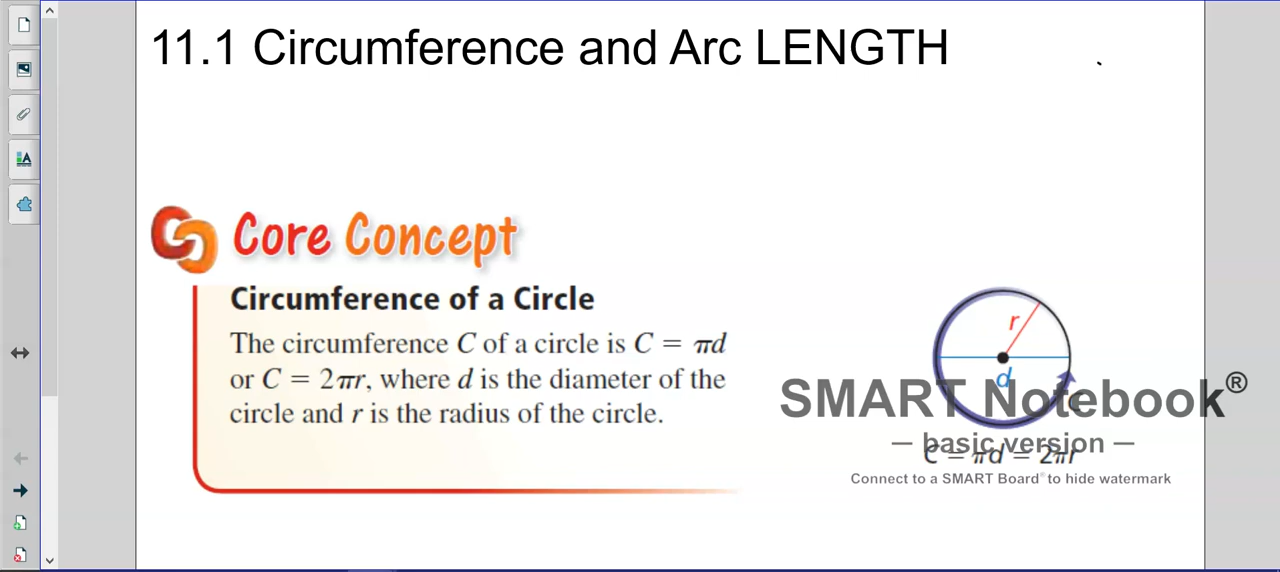 11.1 Circumference and Arc LENGTH
Core Concept
Circumference of a Circle
The circumference C of a circle is C = πd
or C = 2πr, where d is the diameter of the
circle and r is the radius of the circle.
r
d
C
SMART Notebook®
— basic version —
C = πd = 2πr
Connect to a SMART Board® to hide watermark